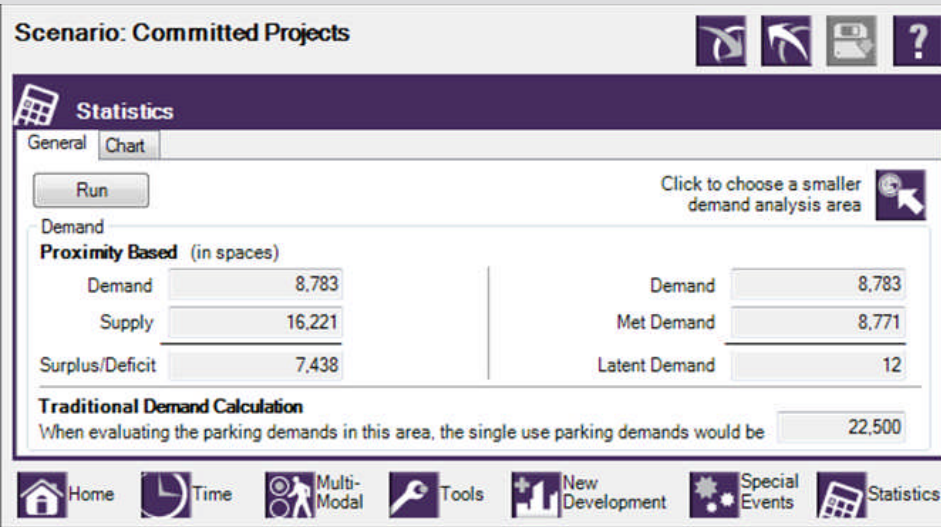 Scenario: Committed Projects
?
Statistics
General Chart
Run
Click to choose a smaller
demand analysis area
Demand
Proximity Based (in spaces)
Demand 8,783
Supply 16,221
Surplus/Deficit 7,438
Demand 8,783
Met Demand 8,771
Latent Demand 12
Traditional Demand Calculation
When evaluating the parking demands in this area, the single use parking demands would be 22,500
Home
Time
Multi-
Modal
Tools
New
Development
Special
Events
Statistics